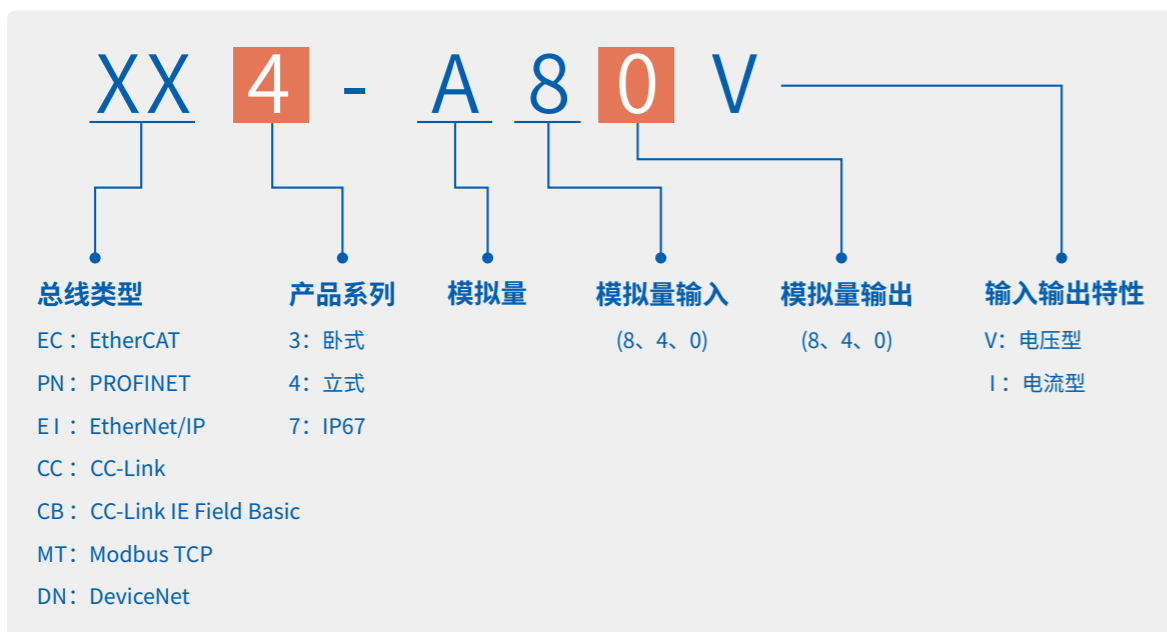 XX 4 - A 8 0 V
总线类型
EC：EtherCAT
PN：PROFINET
EI：EtherNet/IP
CC：CC-Link
CB：CC-Link IE Field Basic
MT：Modbus TCP
DN：DeviceNet
产品系列
3：卧式
4：立式
7：IP67
模拟量
模拟量输入
(8、4、0)
模拟量输出
(8、4、0)
输入输出特性
V：电压型
I：电流型